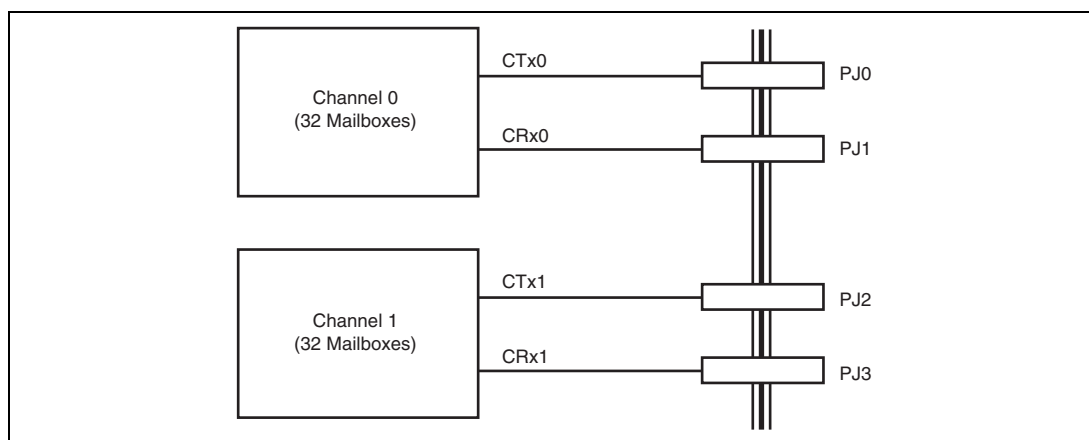 CTx0
PJ0
Channel 0
(32 Mailboxes)
CRx0
PJ1
CTx1
PJ2
Channel 1
(32 Mailboxes)
CRx1
PJ3